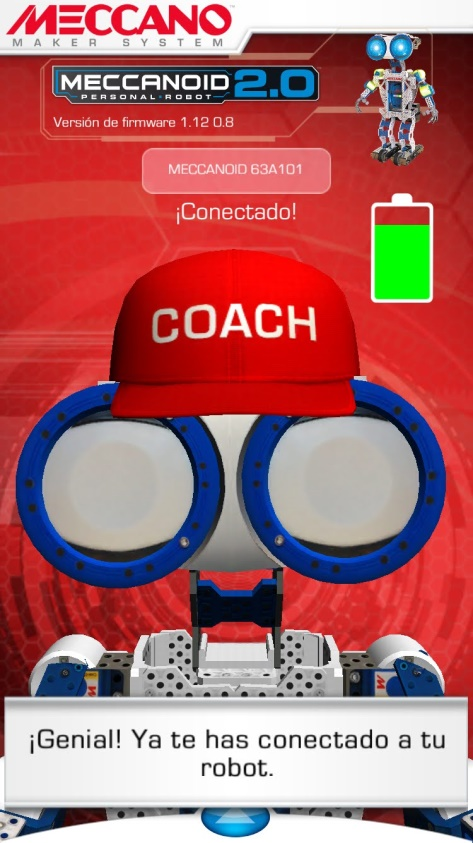 MECCANO
MAKER SYSTEM
MECCANOID 2.0
PERSONAL-ROBOT
Versión de firmware 1.12 0.8
MECCANOID 63A101
¡Conectado!
COACH
¡Genial! Ya te has conectado a tu
robot.